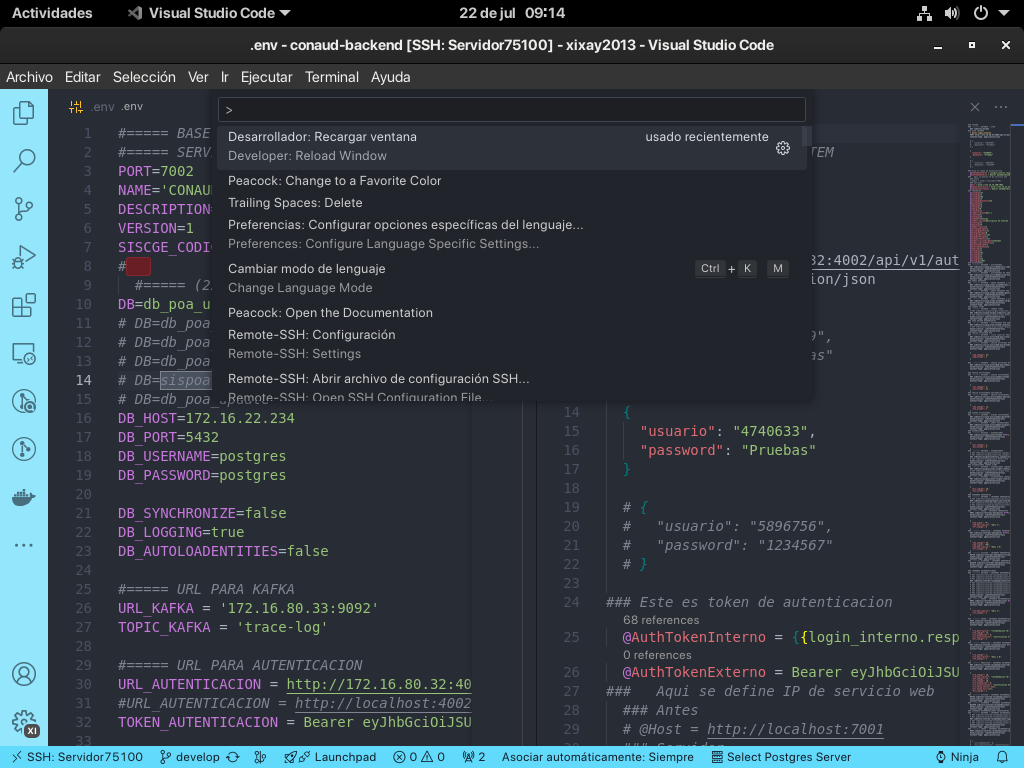 Actividades
Visual Studio Code
22 de jul 09:14
.env - conaud-backend [SSH: Servidor75100] - xixay2013 - Visual Studio Code
Archivo Editar Selección Ver Ir Ejecutar Terminal Ayuda
.env .env
>
Desarrollador: Recargar ventana usado recientemente
Developer: Reload Window
Peacock: Change to a Favorite Color
Trailing Spaces: Delete
Preferencias: Configurar opciones específicas del lenguaje...
Preferences: Configure Language Specific Settings...
Cambiar modo de lenguaje Ctrl + K M
Change Language Mode
Peacock: Open the Documentation
Remote-SSH: Configuración
Remote-SSH: Settings
Remote-SSH: Abrir archivo de configuración SSH...
Remote-SSH: Open SSH Configuration File...
1 #===== BASE
2 #===== SERV
3 PORT=7002
4 NAME='CONAU
5 DESCRIPTION=
6 VERSION=1
7 SISCGE_CODI
8 #
9 #===== (2
10 DB=db_poa_u
11 # DB=db_poa_
12 # DB=db_poa
13 # DB=db_poa
14 # DB=sispoa
15 # DB=db_poa
16 DB_HOST=172.16.22.234
17 DB_PORT=5432
18 DB_USERNAME=postgres
19 DB_PASSWORD=postgres
20
21 DB_SYNCHRONIZE=false
22 DB_LOGGING=true
23 DB_AUTOLOADENTITIES=false
24
25 #===== URL PARA KAFKA
26 URL_KAFKA = '172.16.80.33:9092'
27 TOPIC_KAFKA = 'trace-log'
28
29 #===== URL PARA AUTENTICACION
30 URL_AUTENTICACION = http://172.16.80.32:40
31 #URL_AUTENTICACION = http://localhost:4002
32 TOKEN_AUTENTICACION = Bearer eyJhbGciOiJSU
33
TEM
32:4002/api/v1/aut
ion/json
9",
as"
14 {
15 "usuario": "4740633",
16 "password": "Pruebas"
17 }
18
19 # {
20 # "usuario": "5896756",
21 # "password": "1234567"
22 # }
23
24 ### Este es token de autenticacion
68 references
25 @AuthTokenInterno = {{login_interno.resp
0 references
26 @AuthTokenExterno = Bearer eyJhbGciOiJSU
27 ### Aqui se define IP de servicio web
28 ### Antes
29 # @Host = http://localhost:7001
30 ### Servidor
XI
SSH: Servidor75100 develop Launchpad 0 0 2 Asociar automáticamente: Siempre Select Postgres Server Ninja